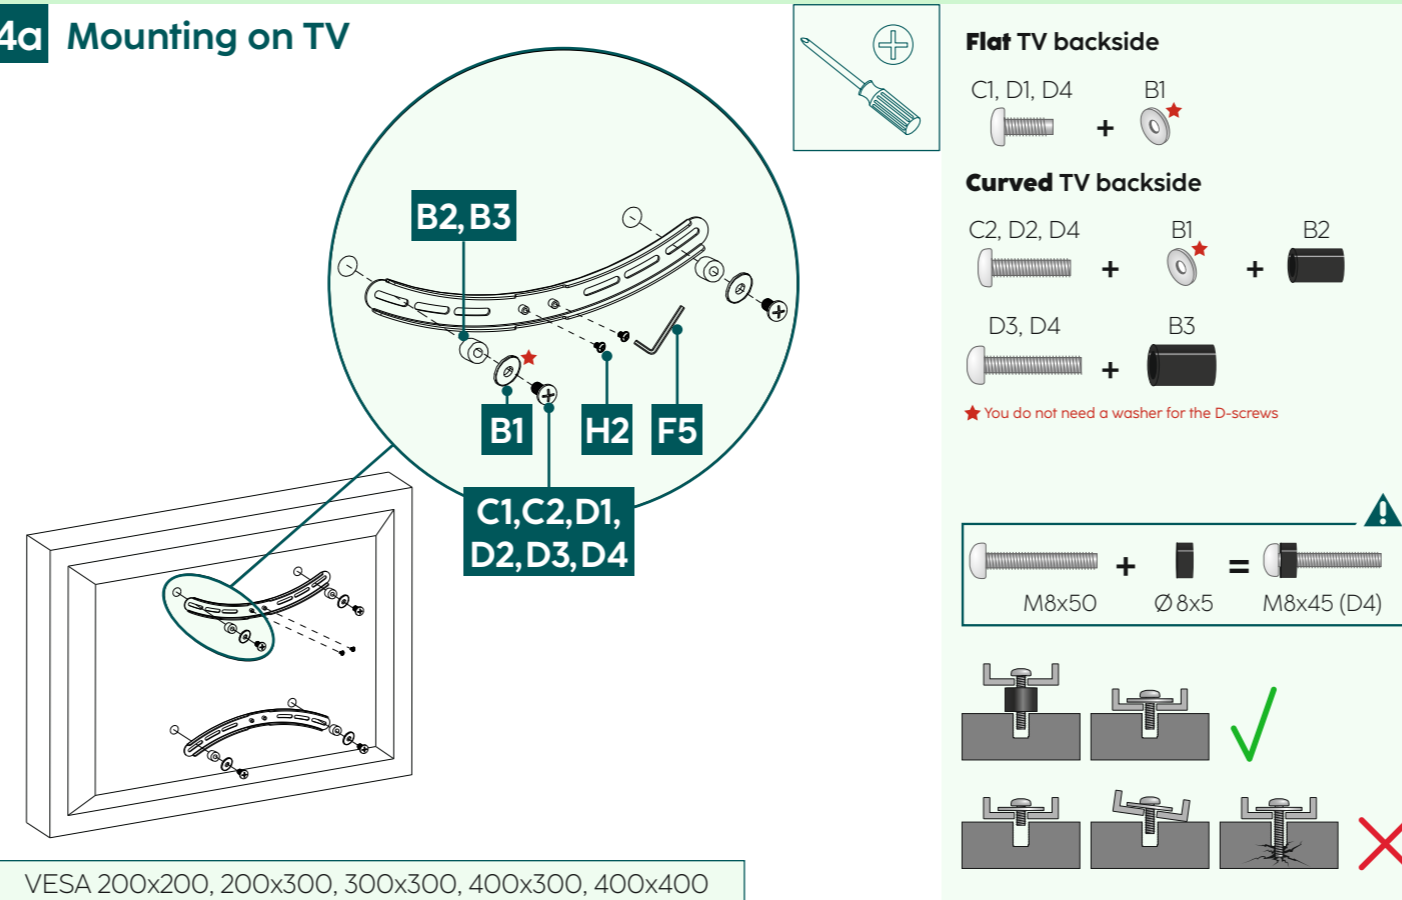 4a Mounting on TV
B2, B3
B1
H2
F5
C1, C2, D1,
D2, D3, D4
VESA 200x200, 200x300, 300x300, 400x300, 400x400
Flat TV backside
C1, D1, D4
B1
+
Curved TV backside
C2, D2, D4
B1
B2
+
+
D3, D4
B3
+
★ You do not need a washer for the D-screws
+
=
M8x50
Ø8x5
M8x45 (D4)